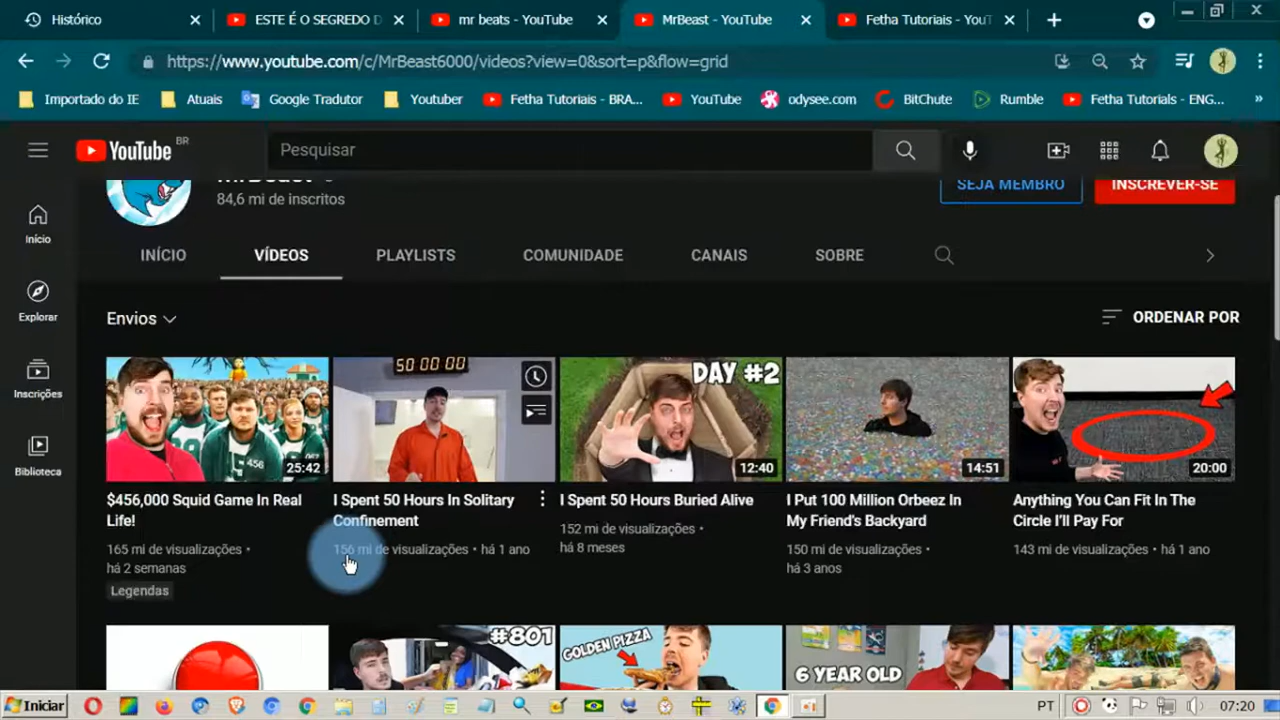 Histórico
ESTE É O SEGREDO D
mr beats - YouTube
MrBeast - YouTube
Fetha Tutoriais - YouT
https://www.youtube.com/c/MrBeast6000/videos?view=0&sort=p&flow=grid
Importado do IE
Atuais
Google Tradutor
Youtuber
Fetha Tutoriais - BRA...
YouTube
odysee.com
BitChute
Rumble
Fetha Tutorials - ENG...
YouTube BR
Pesquisar
MrBeast
84,6 mi de inscritos
SEJA MEMBRO
INSCREVER-SE
Início
Explorar
Inscrições
Biblioteca
INÍCIO
VÍDEOS
PLAYLISTS
COMUNIDADE
CANAIS
SOBRE
Envios
ORDENAR POR
456
25:42
50 00 00
DAY #2
12:40
14:51
20:00
$456,000 Squid Game In Real
Life!
165 mi de visualizações •
há 2 semanas
Legendas
I Spent 50 Hours In Solitary
Confinement
156 mi de visualizações • há 1 ano
I Spent 50 Hours Buried Alive
152 mi de visualizações •
há 8 meses
I Put 100 Million Orbeez In
My Friend's Backyard
150 mi de visualizações •
há 3 anos
Anything You Can Fit In The
Circle I'll Pay For
143 mi de visualizações • há 1 ano
#801
GOLDEN PIZZA
6 YEAR OLD
Iniciar
PT
07:20